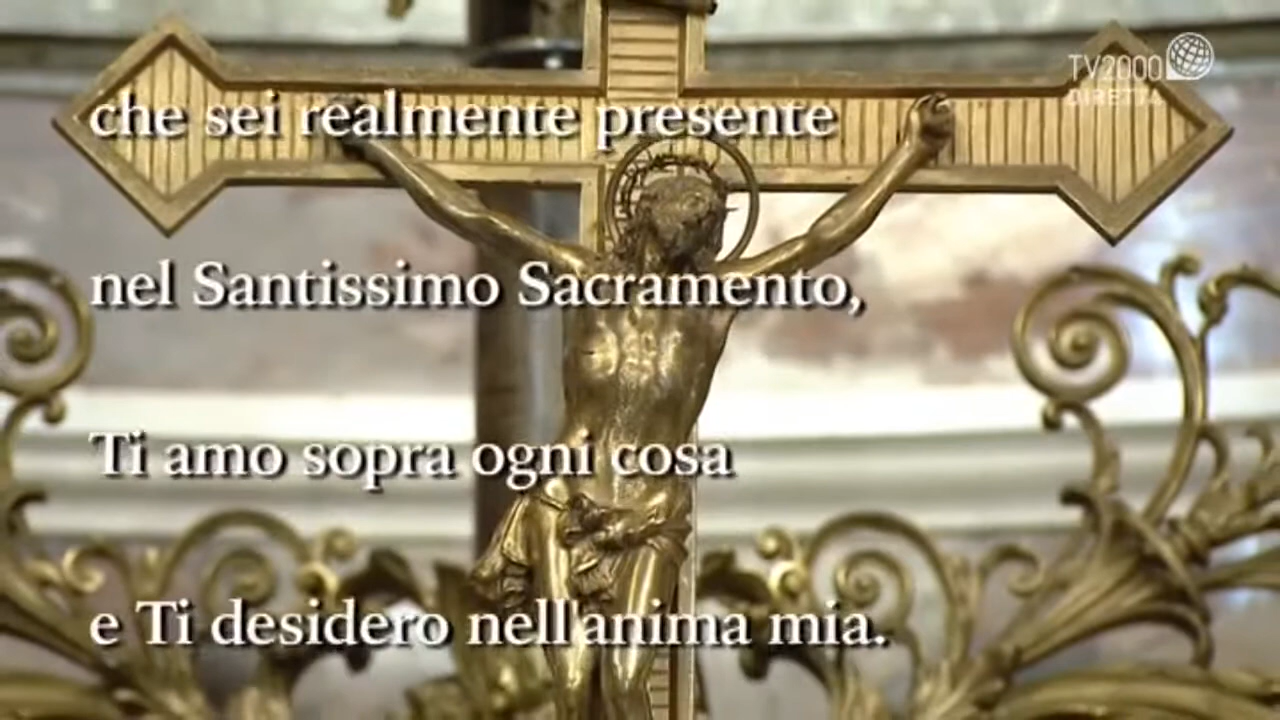 TV2000
DIRETTA
che sei realmente presente
nel Santissimo Sacramento,
Ti amo sopra ogni cosa
e Ti desidero nell'anima mia.